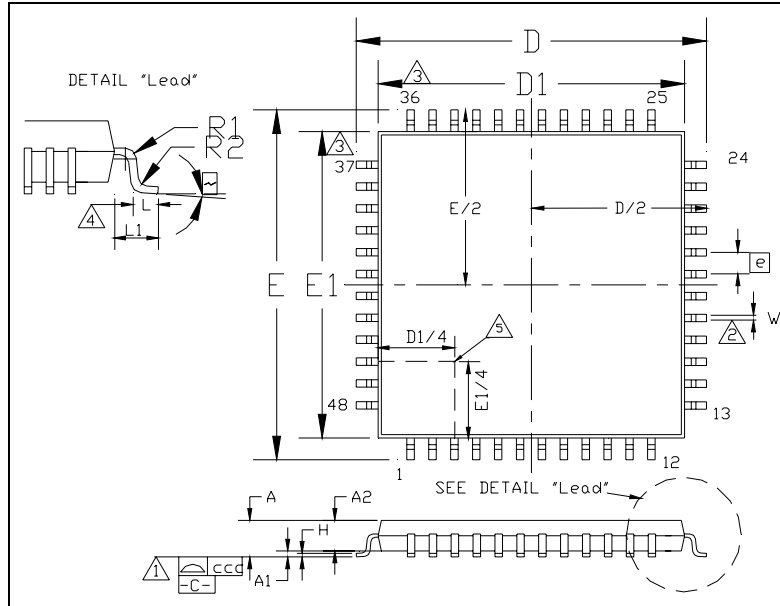 D
DETAIL "Lead"
3
D1
36
25
R1
R2
3
37
24
4
L
L1
E/2
D/2
E
E1
e
W
2
D1/4
5
E1/4
48
13
1
12
SEE DETAIL "Lead"
A
A2
H
1
ccc
-C-
A1